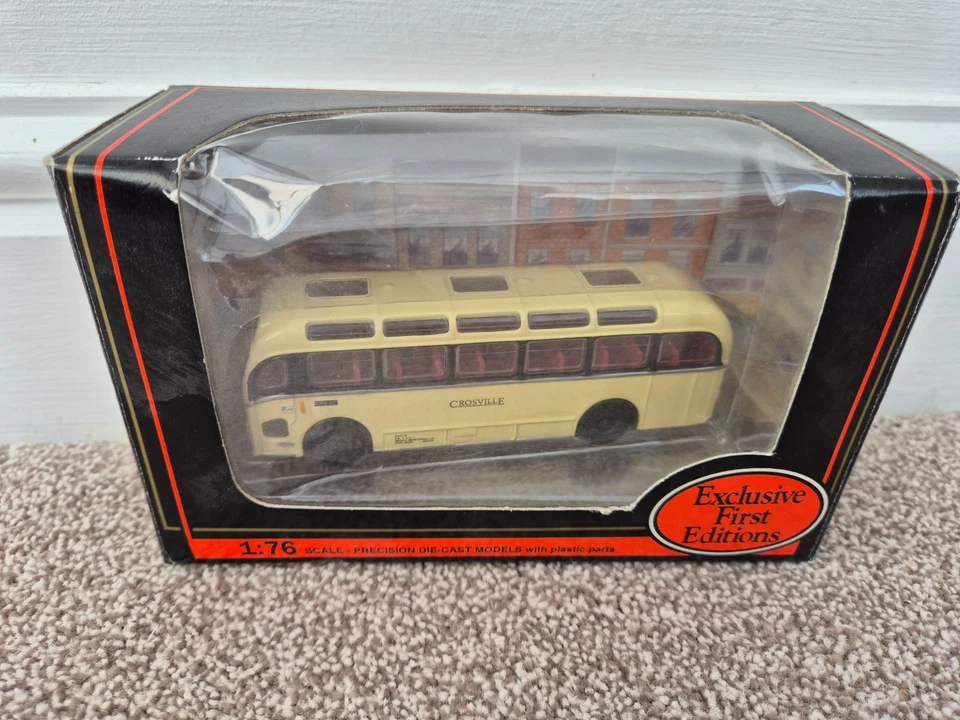 CROSVILLE
Exclusive
First
Editions
1:76 SCALE - PRECISION DIE-CAST MODELS with plastic parts